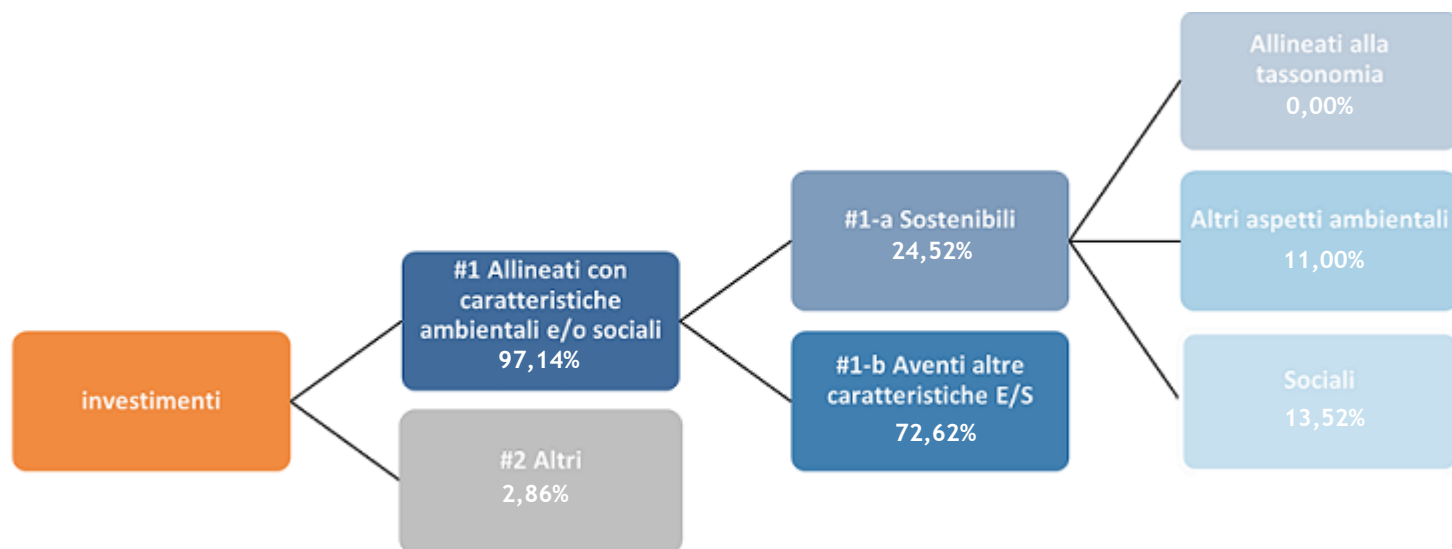 investimenti
#1 Allineati con
caratteristiche
ambientali e/o sociali
97,14%
#2 Altri
2,86%
#1-a Sostenibili
24,52%
#1-b Aventi altre
caratteristiche E/S
72,62%
Allineati alla
tassonomia
0,00%
Altri aspetti ambientali
11,00%
Sociali
13,52%